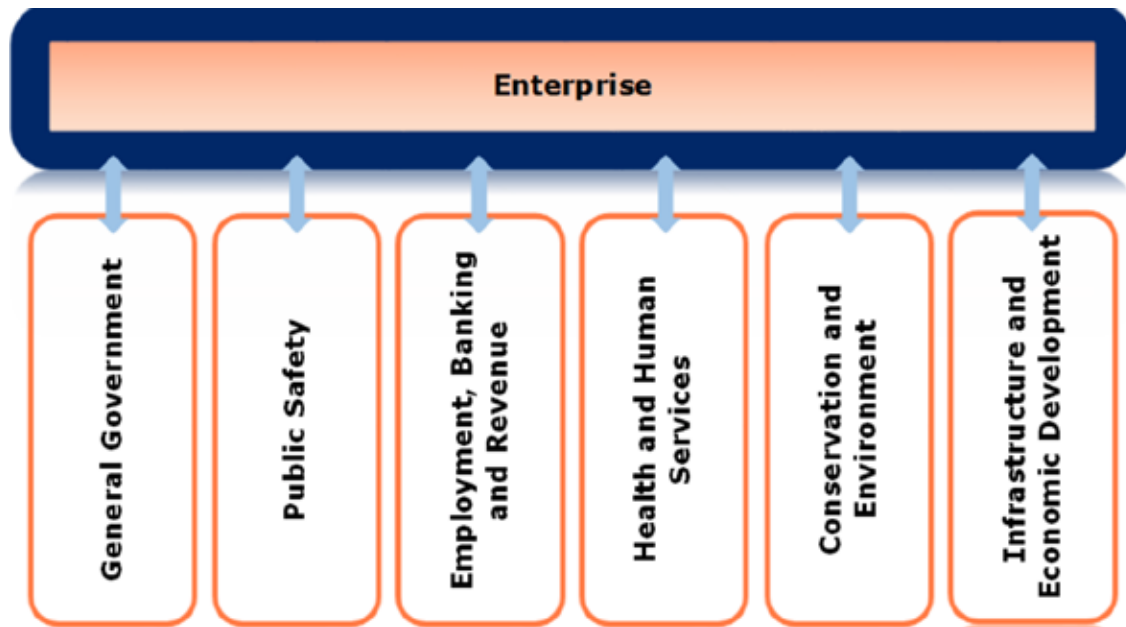 Enterprise
General Government
Public Safety
Employment, Banking
and Revenue
Health and Human
Services
Conservation and
Environment
Infrastructure and
Economic Development